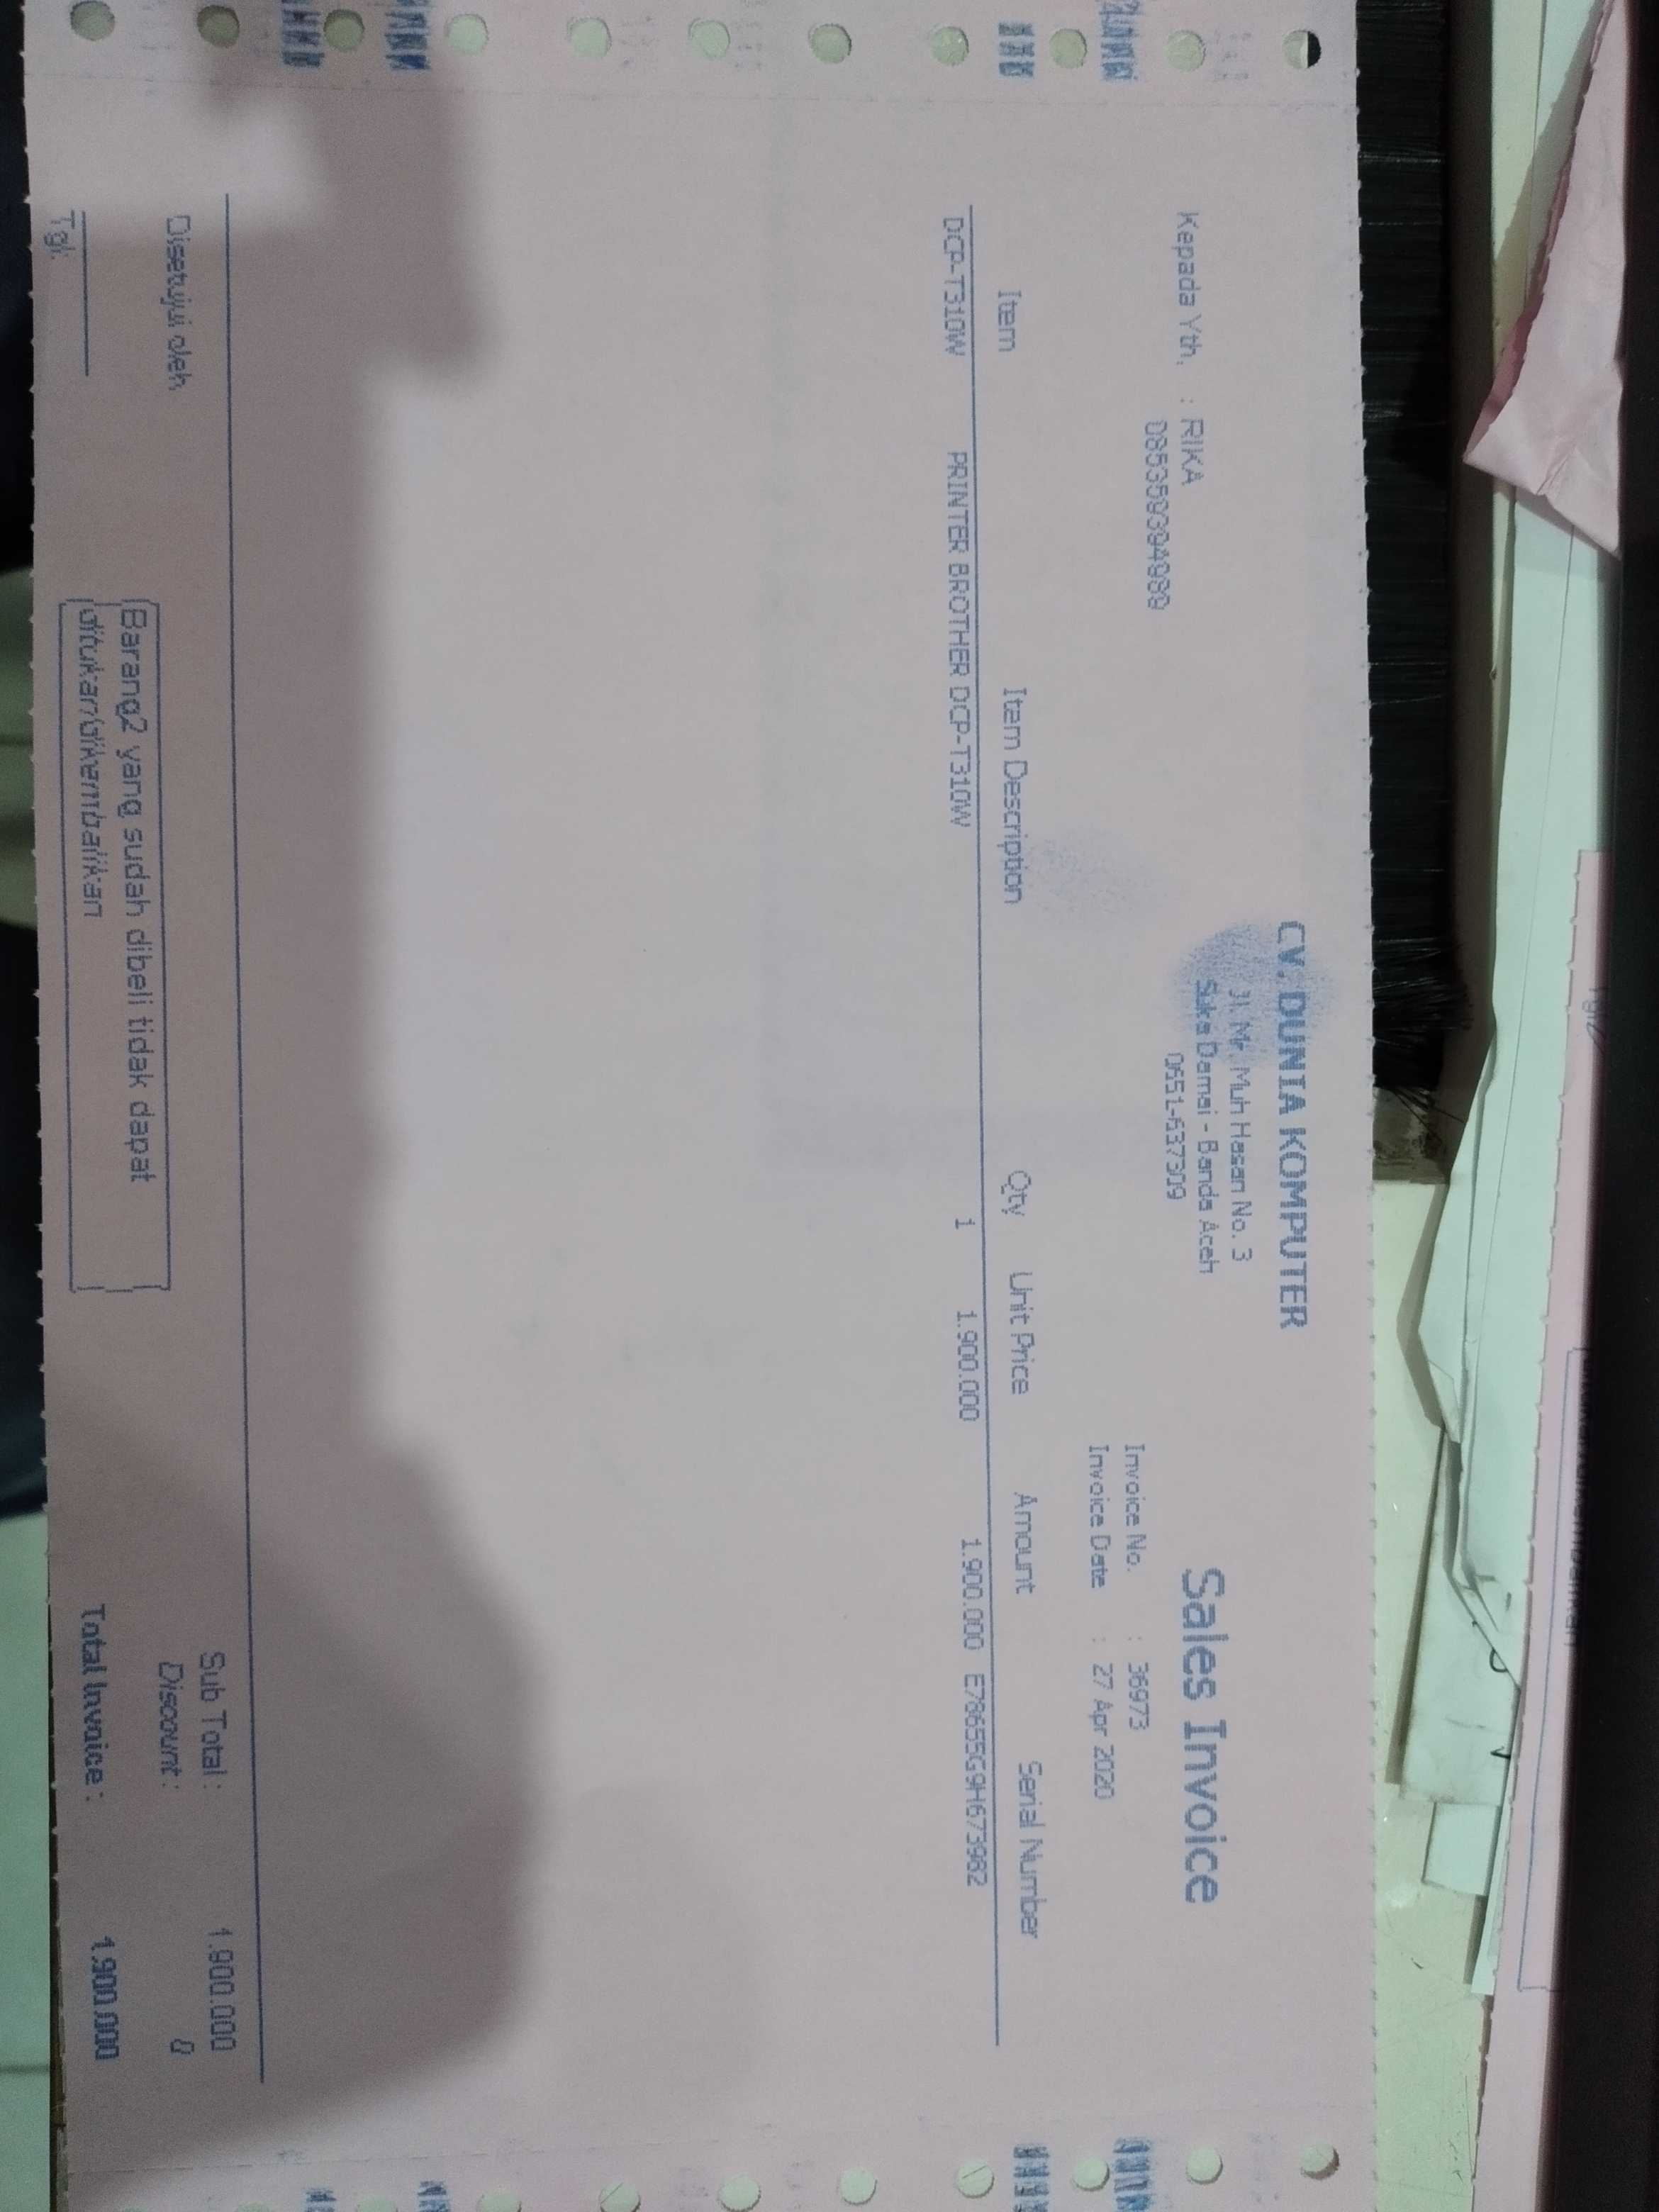 CV. DUNIA KOMPUTER
Jl. Mr. Muh Hasan No. 3
Suka Damai - Banda Aceh
0651-637309
Sales Invoice
Kepada Yth. : RIKA
Invoice No. : 36973
Invoice Date : 27 Apr 2020
Item Item Description Qty Unit Price Amount Serial Number
DCP-T310W PRINTER BROTHER DCP-T310W 1 1.900.000 1.900.000 E78655G9H673982
Disetujui oleh
Tgl.
Barang2 yang sudah dibeli tidak dapat
ditukar/dikembalikan
Sub Total : 1.900.000
Discount : 0
Total Invoice : 1.900.000